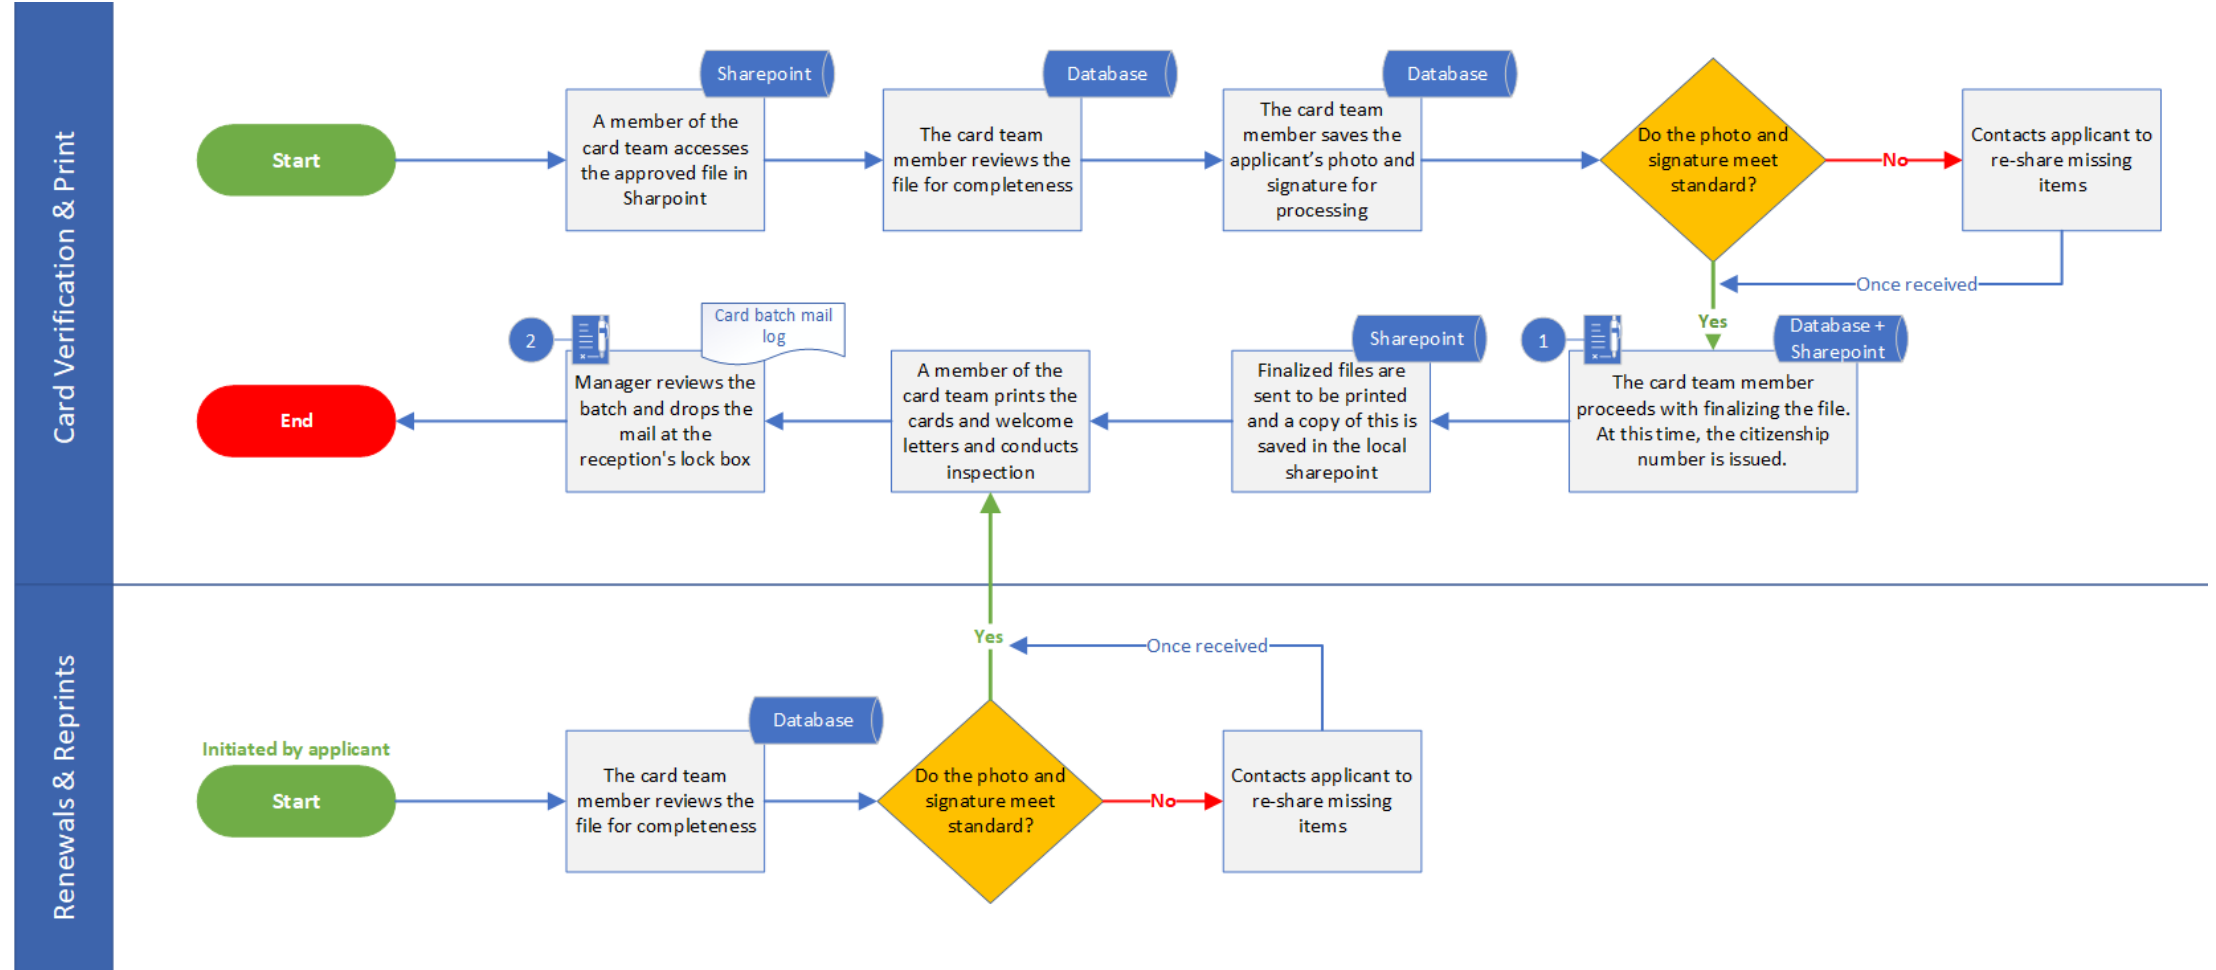 Card Verification & Print
Start
Sharepoint
A member of the
card team accesses
the approved file in
Sharpoint
Database
The card team
member reviews the
file for completeness
Database
The card team
member saves the
applicant's photo and
signature for
processing
Do the photo and
signature meet
standard?
No
Contacts applicant to
re-share missing
items
Once received
Yes
1
Database +
Sharepoint
The card team member
proceeds with finalizing the file.
At this time, the citizenship
number is issued.
Sharepoint
Finalized files are
sent to be printed
and a copy of this is
saved in the local
sharepoint
A member of the
card team prints the
cards and welcome
letters and conducts
inspection
2
Card batch mail
log
Manager reviews the
batch and drops the
mail at the
reception's lock box
End
Renewals & Reprints
Initiated by applicant
Start
Database
The card team
member reviews the
file for completeness
Do the photo and
signature meet
standard?
Yes
No
Contacts applicant to
re-share missing
items
Once received